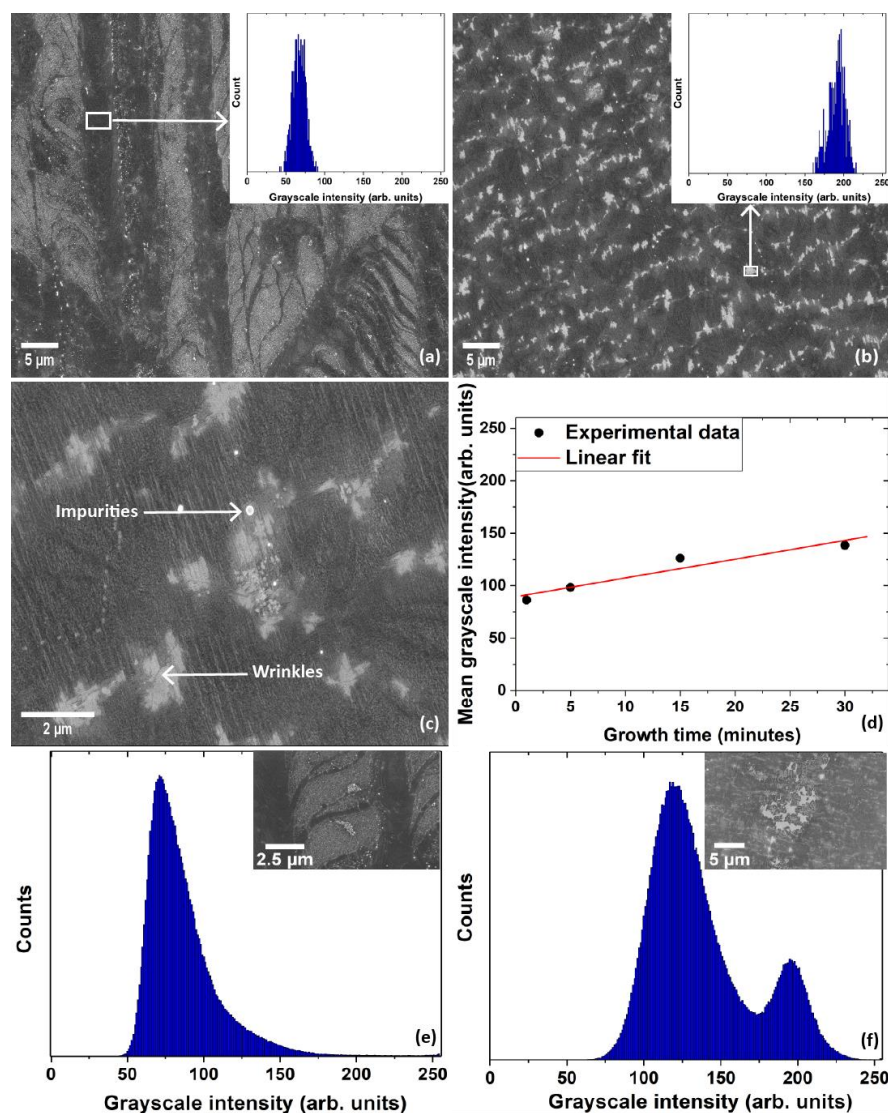 Count
0 50 100 150 200 250
Grayscale intensity (arb. units)
5 µm
(a)
Count
0 50 100 150 200 250
Grayscale intensity (arb. units)
5 µm
(b)
Impurities
Wrinkles
2 µm
(c)
Mean grayscale intensity(arb. units)
250
200
150
100
50
0
Experimental data
Linear fit
0 5 10 15 20 25 30
Growth time (minutes)
(d)
Counts
2.5 µm
(e)
0 50 100 150 200 250
Grayscale intensity (arb. units)
Counts
5 µm
(f)
0 50 100 150 200 250
Grayscale intensity (arb. units)